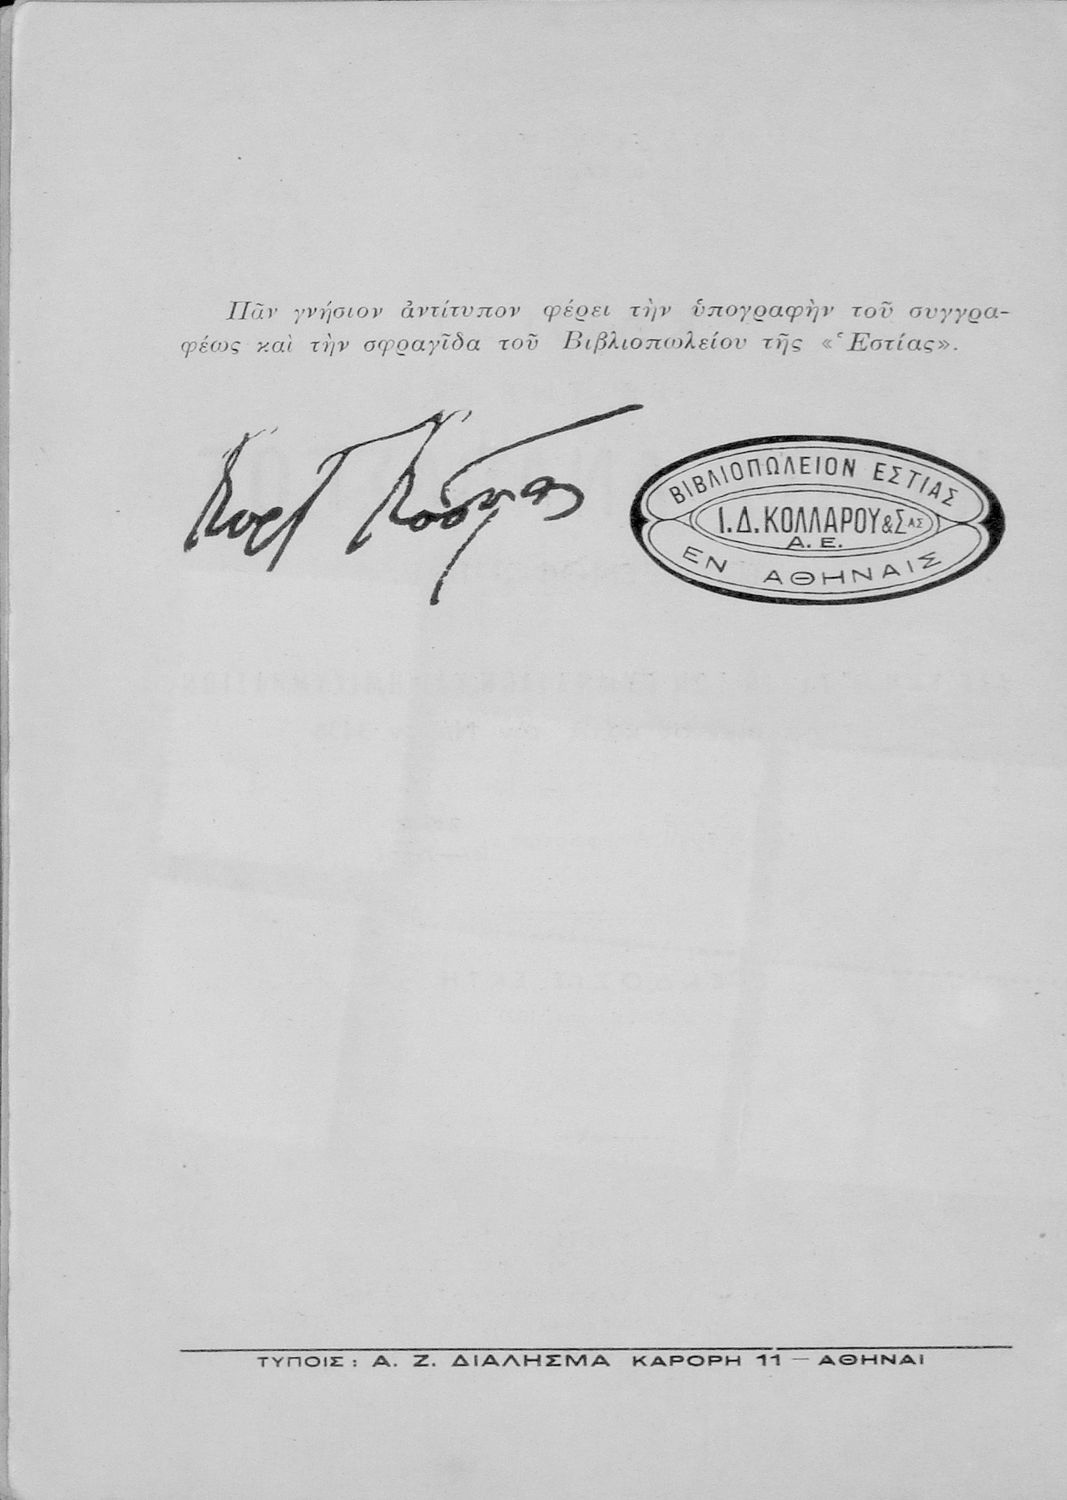 Πᾶν γνήσιον ἀντίτυπον φέρει τὴν ὑπογραφὴν τοῦ συγγρα-
φέως καὶ τὴν σφραγῖδα τοῦ Βιβλιοπωλείου τῆς «Ἑστίας».
ΒΙΒΛΙΟΠΩΛΕΙΟΝ ΕΣΤΙΑΣ
Ι.Δ.ΚΟΛΛΑΡΟΥ&ΣΑΣ
Α. Ε.
ΕΝ ΑΘΗΝΑΙΣ
ΤΥΠΟΙΣ: Α. Ζ. ΔΙΑΛΗΣΜΑ ΚΑΡΟΡΗ 11 — ΑΘΗΝΑΙ